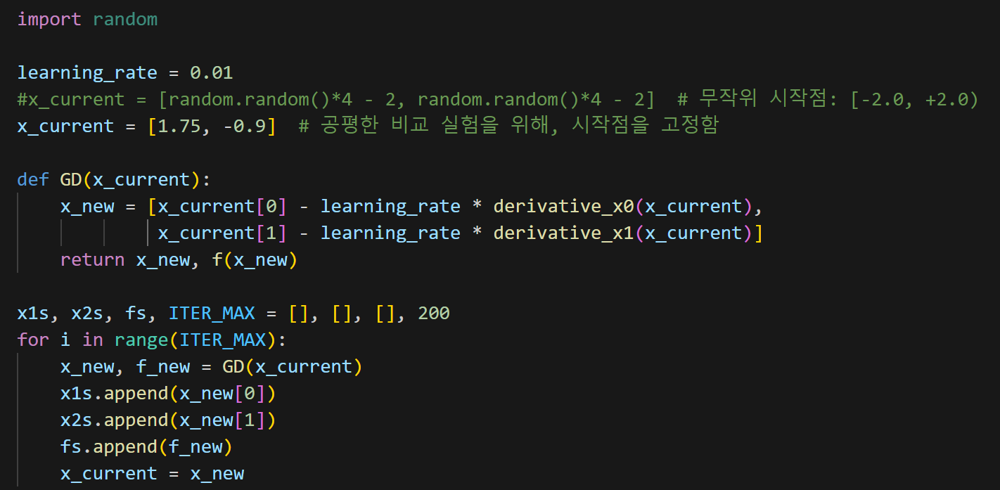 import random
learning_rate = 0.01
#x_current = [random.random()*4 - 2, random.random()*4 - 2]  # 무작위 시작점: [-2.0, +2.0)
x_current = [1.75, -0.9]  # 공평한 비교 실험을 위해, 시작점을 고정함
def GD(x_current):
    x_new = [x_current[0] - learning_rate * derivative_x0(x_current),
             x_current[1] - learning_rate * derivative_x1(x_current)]
    return x_new, f(x_new)
x1s, x2s, fs, ITER_MAX = [], [], [], 200
for i in range(ITER_MAX):
    x_new, f_new = GD(x_current)
    x1s.append(x_new[0])
    x2s.append(x_new[1])
    fs.append(f_new)
    x_current = x_new